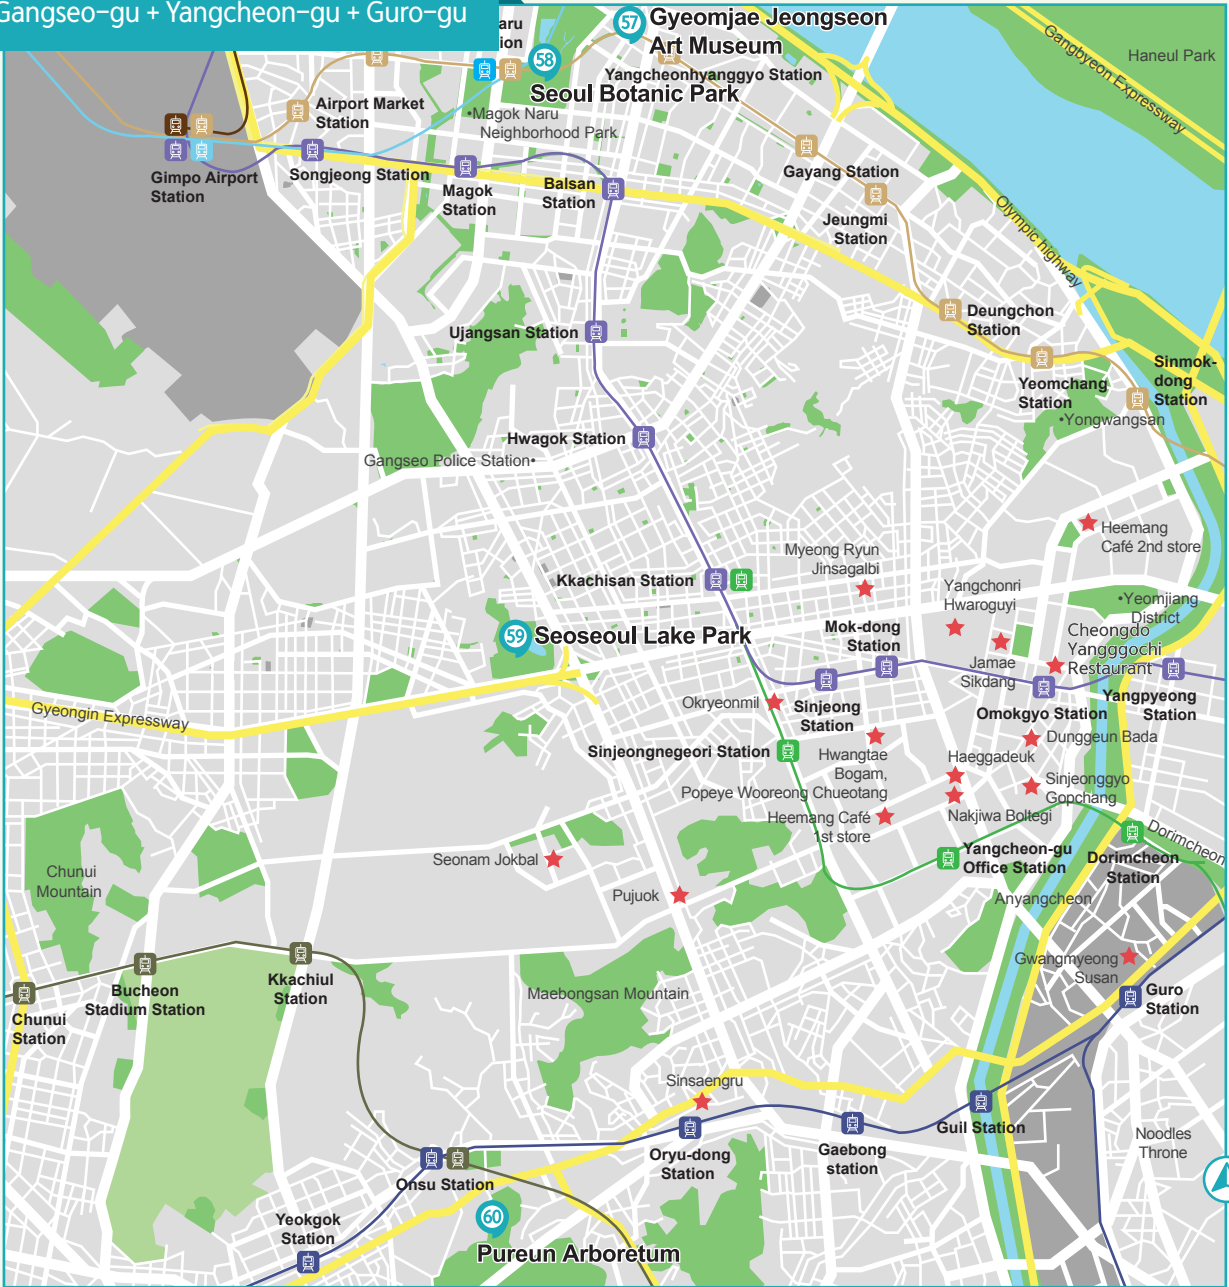 Gangseo-gu + Yangcheon-gu + Guro-gu
57
Gyeomjae Jeongseon
Art Museum
58
Seoul Botanic Park
Yangcheonhyanggyo Station
Haneul Park
Gangbyeon Expressway
Airport Market
Station
•Magok Naru
Neighborhood Park
Gimpo Airport
Station
Songjeong Station
Magok
Station
Balsan
Station
Gayang Station
Jeungmi
Station
Olympic highway
Ujangsan Station
Deungchon
Station
Yeomchang
Station
Sinmok-
dong
Station
•Yongwangsan
Hwagok Station
Gangseo Police Station•
Heemang
Café 2nd store
Myeong Ryun
Jinsagalbi
Kkachisan Station
Yangchonri
Hwaroguyi
•Yeomjiang
District
59
Seoseoul Lake Park
Mok-dong
Station
Cheongdo
Yangggochi
Restaurant
Jamae
Sikdang
Okryeonmil
Sinjeong
Station
Omokgyo Station
Yangpyeong
Station
Gyeongin Expressway
Sinjeongnegeori Station
Dunggeun Bada
Hwangtae
Bogam,
Popeye Wooreong Chueotang
Haeggadeuk
Sinjeonggyo
Gopchang
Heemang Café
1st store
Nakjiwa Boltegi
Dorimcheon
Seonam Jokbal
Yangcheon-gu
Office Station
Dorimcheon
Station
Chunui
Mountain
Pujuok
Anyangcheon
Gwangmyeong
Susan
Bucheon
Stadium Station
Kkachiul
Station
Maebongsan Mountain
Guro
Station
Chunui
Station
Sinsaengru
Guil Station
Gaebong
station
Oryu-dong
Station
Noodles
Throne
Onsu Station
60
Pureun Arboretum
Yeokgok
Station